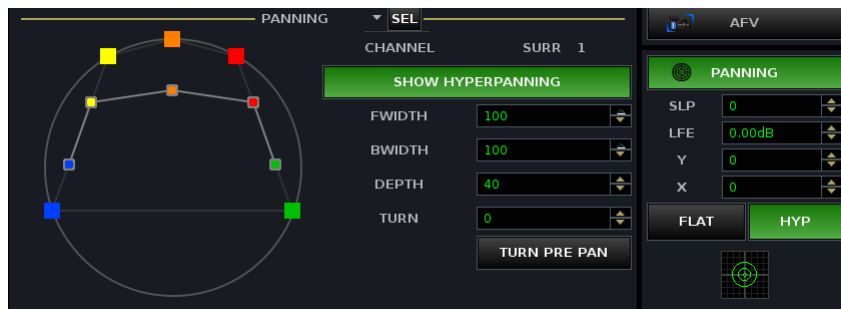 PANNING SEL
CHANNEL SURR 1
SHOW HYPERPANNING
FWIDTH 100
BWIDTH 100
DEPTH 40
TURN 0
TURN PRE PAN
AFV
PANNING
SLP 0
LFE 0.00dB
Y 0
X 0
FLAT HYP